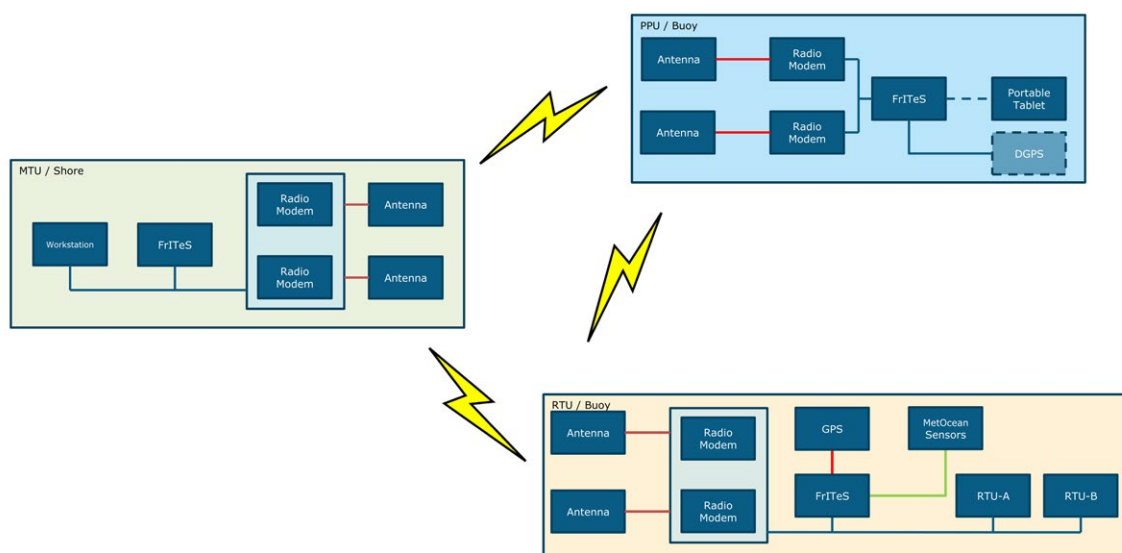 PPU / Buoy
Antenna
Radio
Modem
FrITeS
Portable
Tablet
Antenna
Radio
Modem
DGPS
MTU / Shore
Workstation
FrITeS
Radio
Modem
Antenna
Radio
Modem
Antenna
RTU / Buoy
Antenna
Radio
Modem
GPS
MetOcean
Sensors
Antenna
Radio
Modem
FrITeS
RTU-A
RTU-B